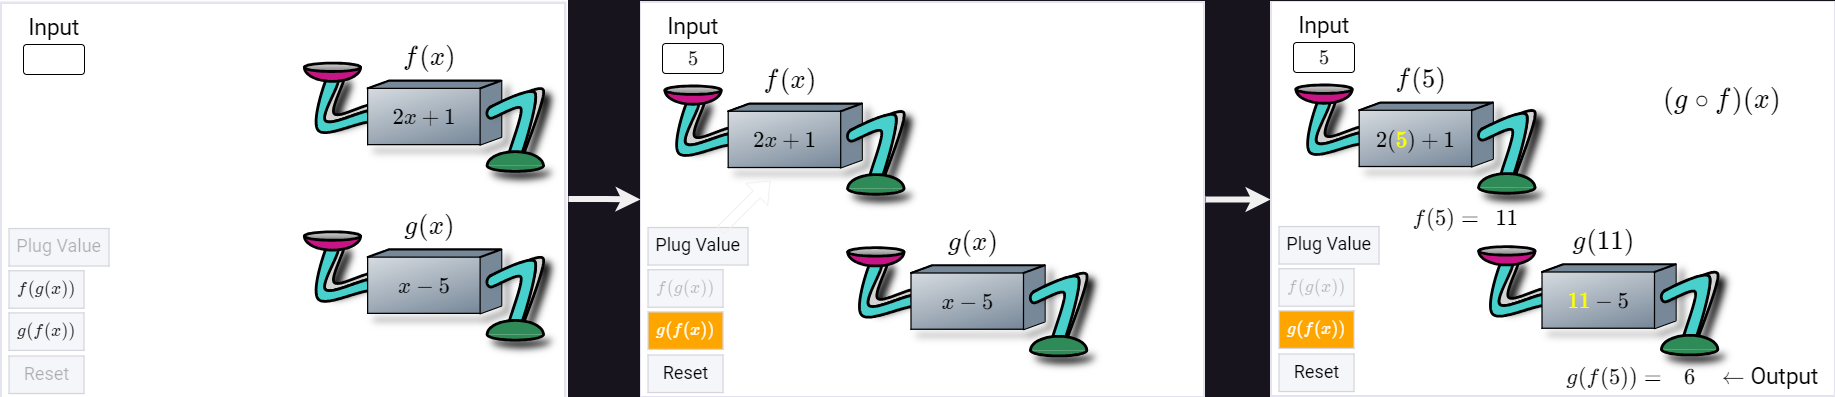 Input
f(x)
2x + 1
g(x)
x − 5
Plug Value
f(g(x))
g(f(x))
Reset
Input
5
f(x)
2x + 1
g(x)
x − 5
Plug Value
f(g(x))
g(f(x))
Reset
Input
5
f(5)
2(5) + 1
(g ∘ f)(x)
f(5) = 11
g(11)
11 − 5
Plug Value
f(g(x))
g(f(x))
Reset
g(f(5)) = 6 ← Output